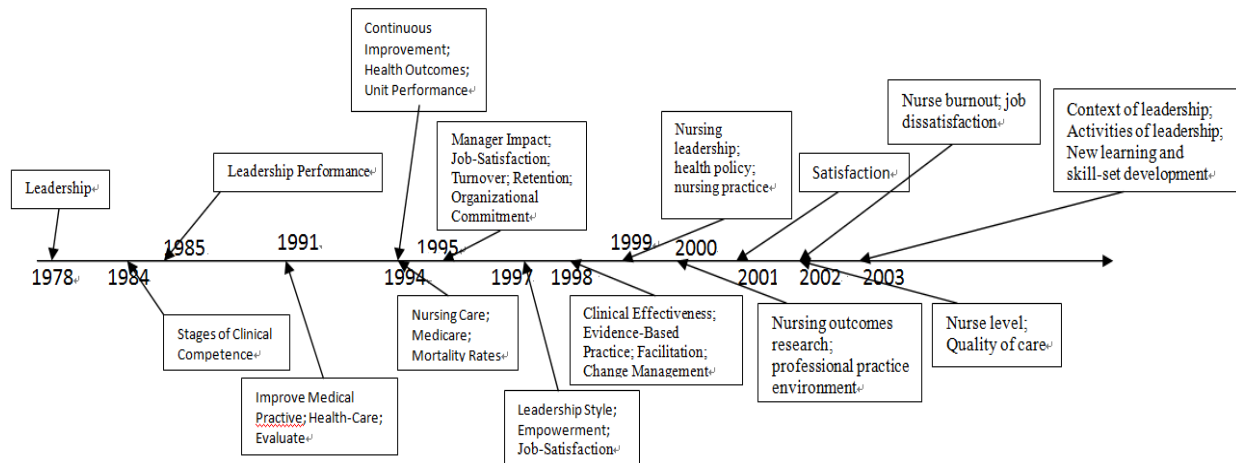 Continuous
Improvement;
Health Outcomes;
Unit Performance
Nurse burnout; job
dissatisfaction
Context of leadership;
Activities of leadership;
New learning and
skill-set development
Manager Impact;
Job-Satisfaction;
Turnover; Retention;
Organizational
Commitment
Nursing
leadership;
health policy;
nursing practice
Leadership Performance
Satisfaction
Leadership
1985
1991
1995
1999
2000
1978
1984
1994
1997
1998
2001
2002
2003
Stages of Clinical
Competence
Nursing Care;
Medicare;
Mortality Rates
Clinical Effectiveness;
Evidence-Based
Practice; Facilitation;
Change Management
Nursing outcomes
research;
professional practice
environment
Nurse level;
Quality of care
Improve Medical
Practive; Health-Care;
Evaluate
Leadership Style;
Empowerment;
Job-Satisfaction